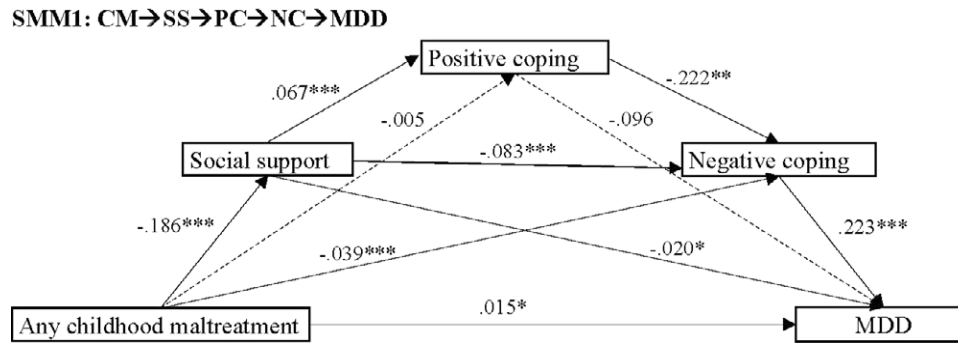 SMM1: CM→SS→PC→NC→MDD
Positive coping
.067***
-.222**
-.005
-.096
Social support
-.083***
Negative coping
-.186***
-.039***
-.020*
.223***
Any childhood maltreatment
.015*
MDD